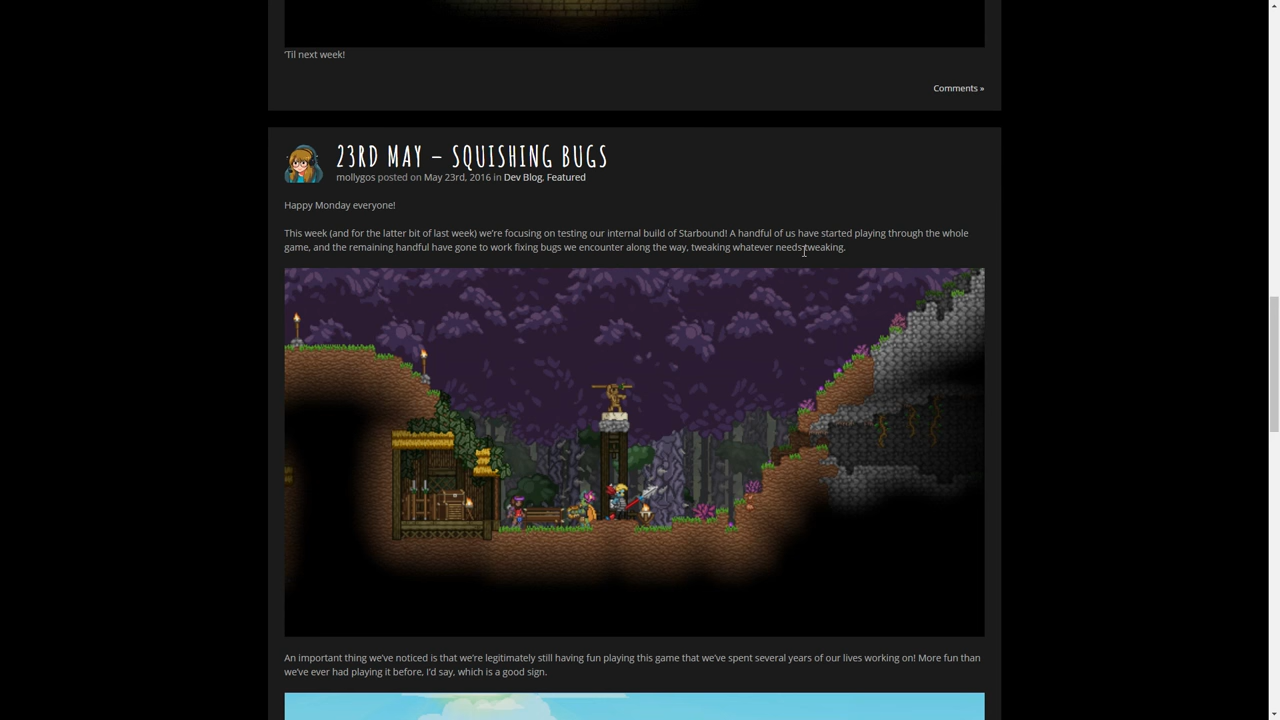 'Til next week!
Comments »
23RD MAY – SQUISHING BUGS
mollygos posted on May 23rd, 2016 in Dev Blog, Featured
Happy Monday everyone!
This week (and for the latter bit of last week) we're focusing on testing our internal build of Starbound! A handful of us have started playing through the whole
game, and the remaining handful have gone to work fixing bugs we encounter along the way, tweaking whatever needs tweaking.
An important thing we've noticed is that we're legitimately still having fun playing this game that we've spent several years of our lives working on! More fun than
we've ever had playing it before, I'd say, which is a good sign.